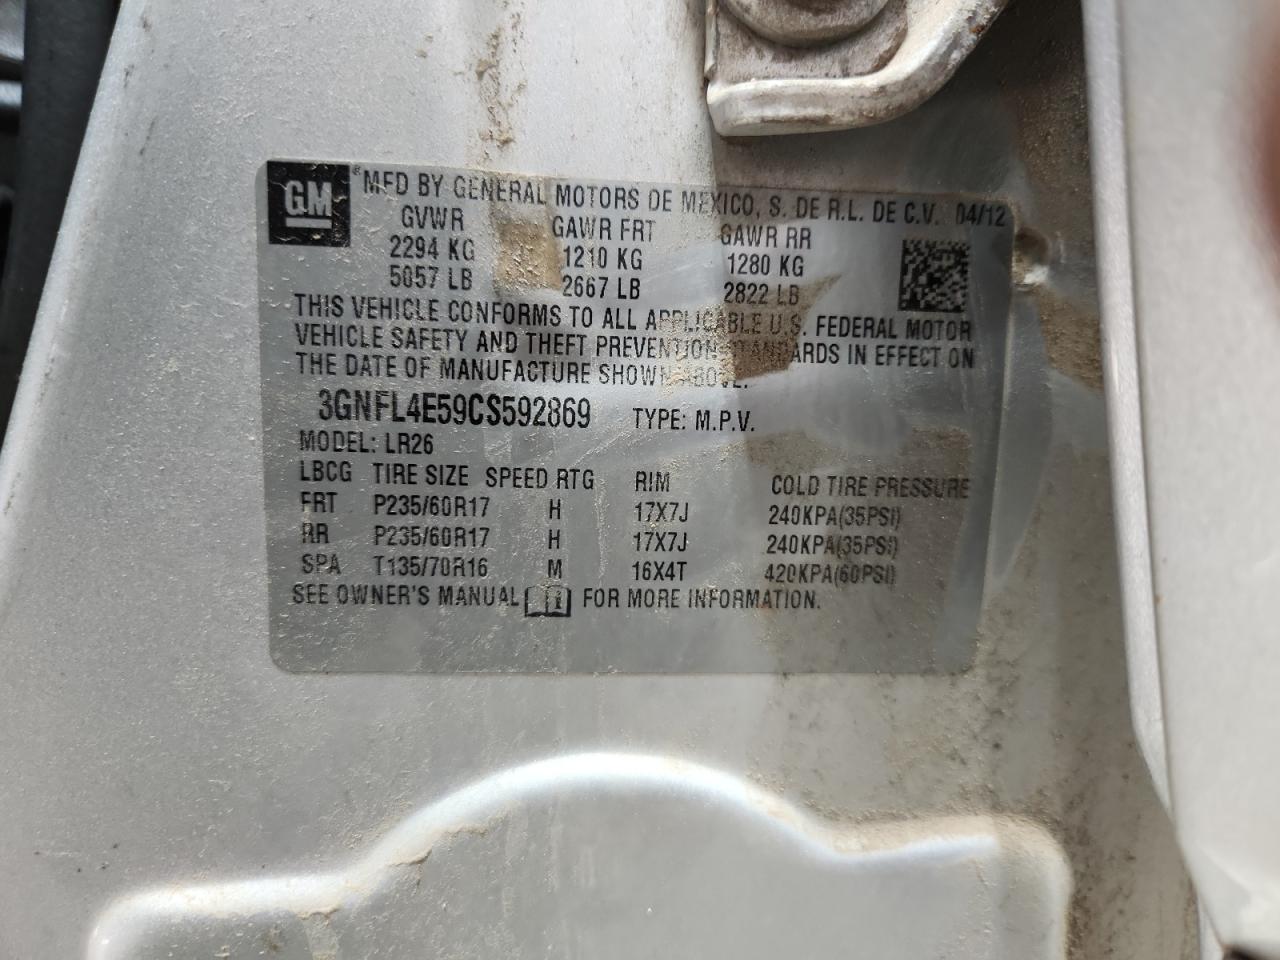 GM
® MFD BY GENERAL MOTORS DE MEXICO, S. DE R.L. DE C.V. 04/12
GVWR GAWR FRT GAWR RR
2294 KG 1210 KG 1280 KG
5057 LB 2667 LB 2822 LB
THIS VEHICLE CONFORMS TO ALL APPLICABLE U.S. FEDERAL MOTOR
VEHICLE SAFETY AND THEFT PREVENTION STANDARDS IN EFFECT ON
THE DATE OF MANUFACTURE SHOWN ABOVE.
3GNFL4E59CS592869 TYPE: M.P.V.
MODEL: LR26
LBCG TIRE SIZE SPEED RTG RIM COLD TIRE PRESSURE
FRT P235/60R17 H 17X7J 240KPA(35PSI)
RR P235/60R17 H 17X7J 240KPA(35PSI)
SPA T135/70R16 M 16X4T 420KPA(60PSI)
SEE OWNER'S MANUAL FOR MORE INFORMATION.